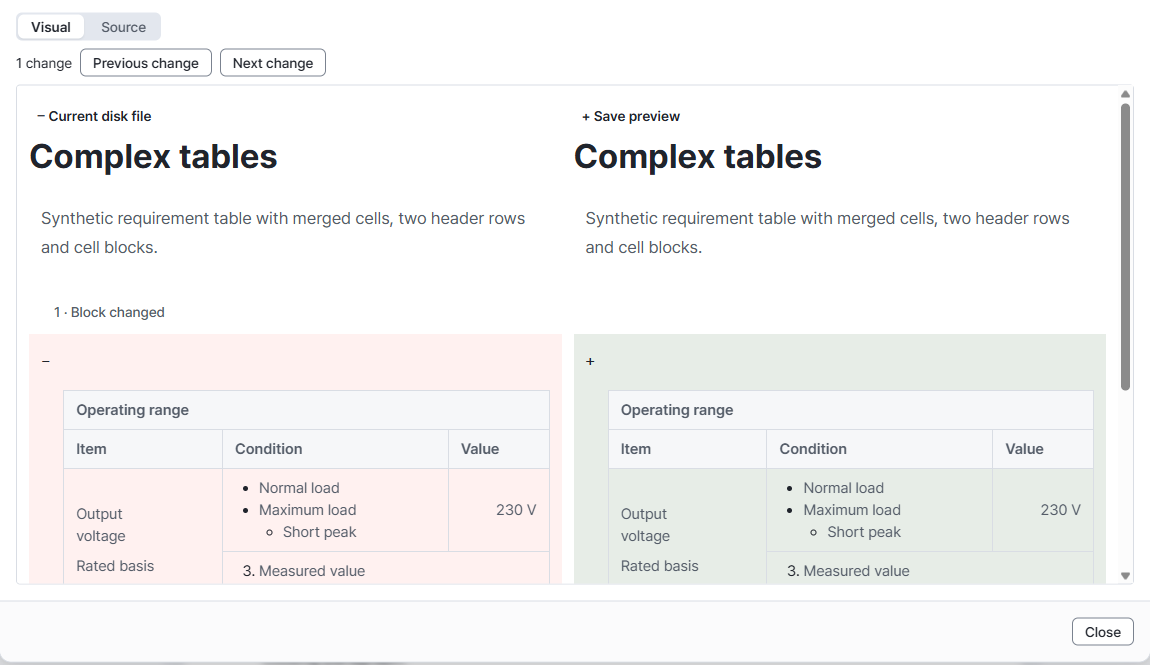 Visual Source
1 change Previous change Next change
− Current disk file
Complex tables
Synthetic requirement table with merged cells, two header rows
and cell blocks.
+ Save preview
Complex tables
Synthetic requirement table with merged cells, two header rows
and cell blocks.
1 · Block changed
−
Operating range
Item Condition Value
Output
voltage
Rated basis
• Normal load
• Maximum load
◦ Short peak
230 V
3. Measured value
+
Operating range
Item Condition Value
Output
voltage
Rated basis
• Normal load
• Maximum load
◦ Short peak
230 V
3. Measured value
Close